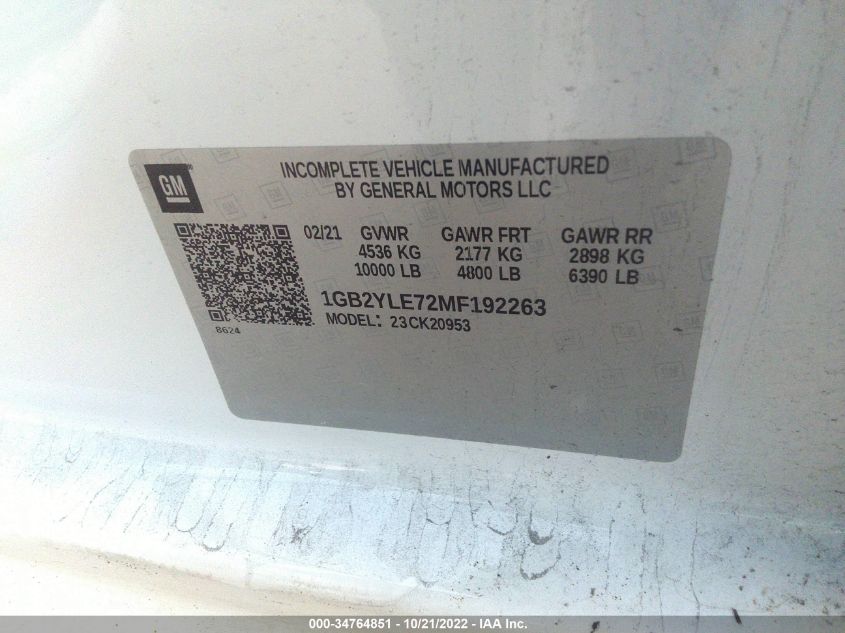 GM
INCOMPLETE VEHICLE MANUFACTURED
BY GENERAL MOTORS LLC
02/21 GVWR GAWR FRT GAWR RR
4536 KG 2177 KG 2898 KG
10000 LB 4800 LB 6390 LB
1GB2YLE72MF192263
MODEL: 23CK20953
8624
000-34764851 - 10/21/2022 - IAA Inc.